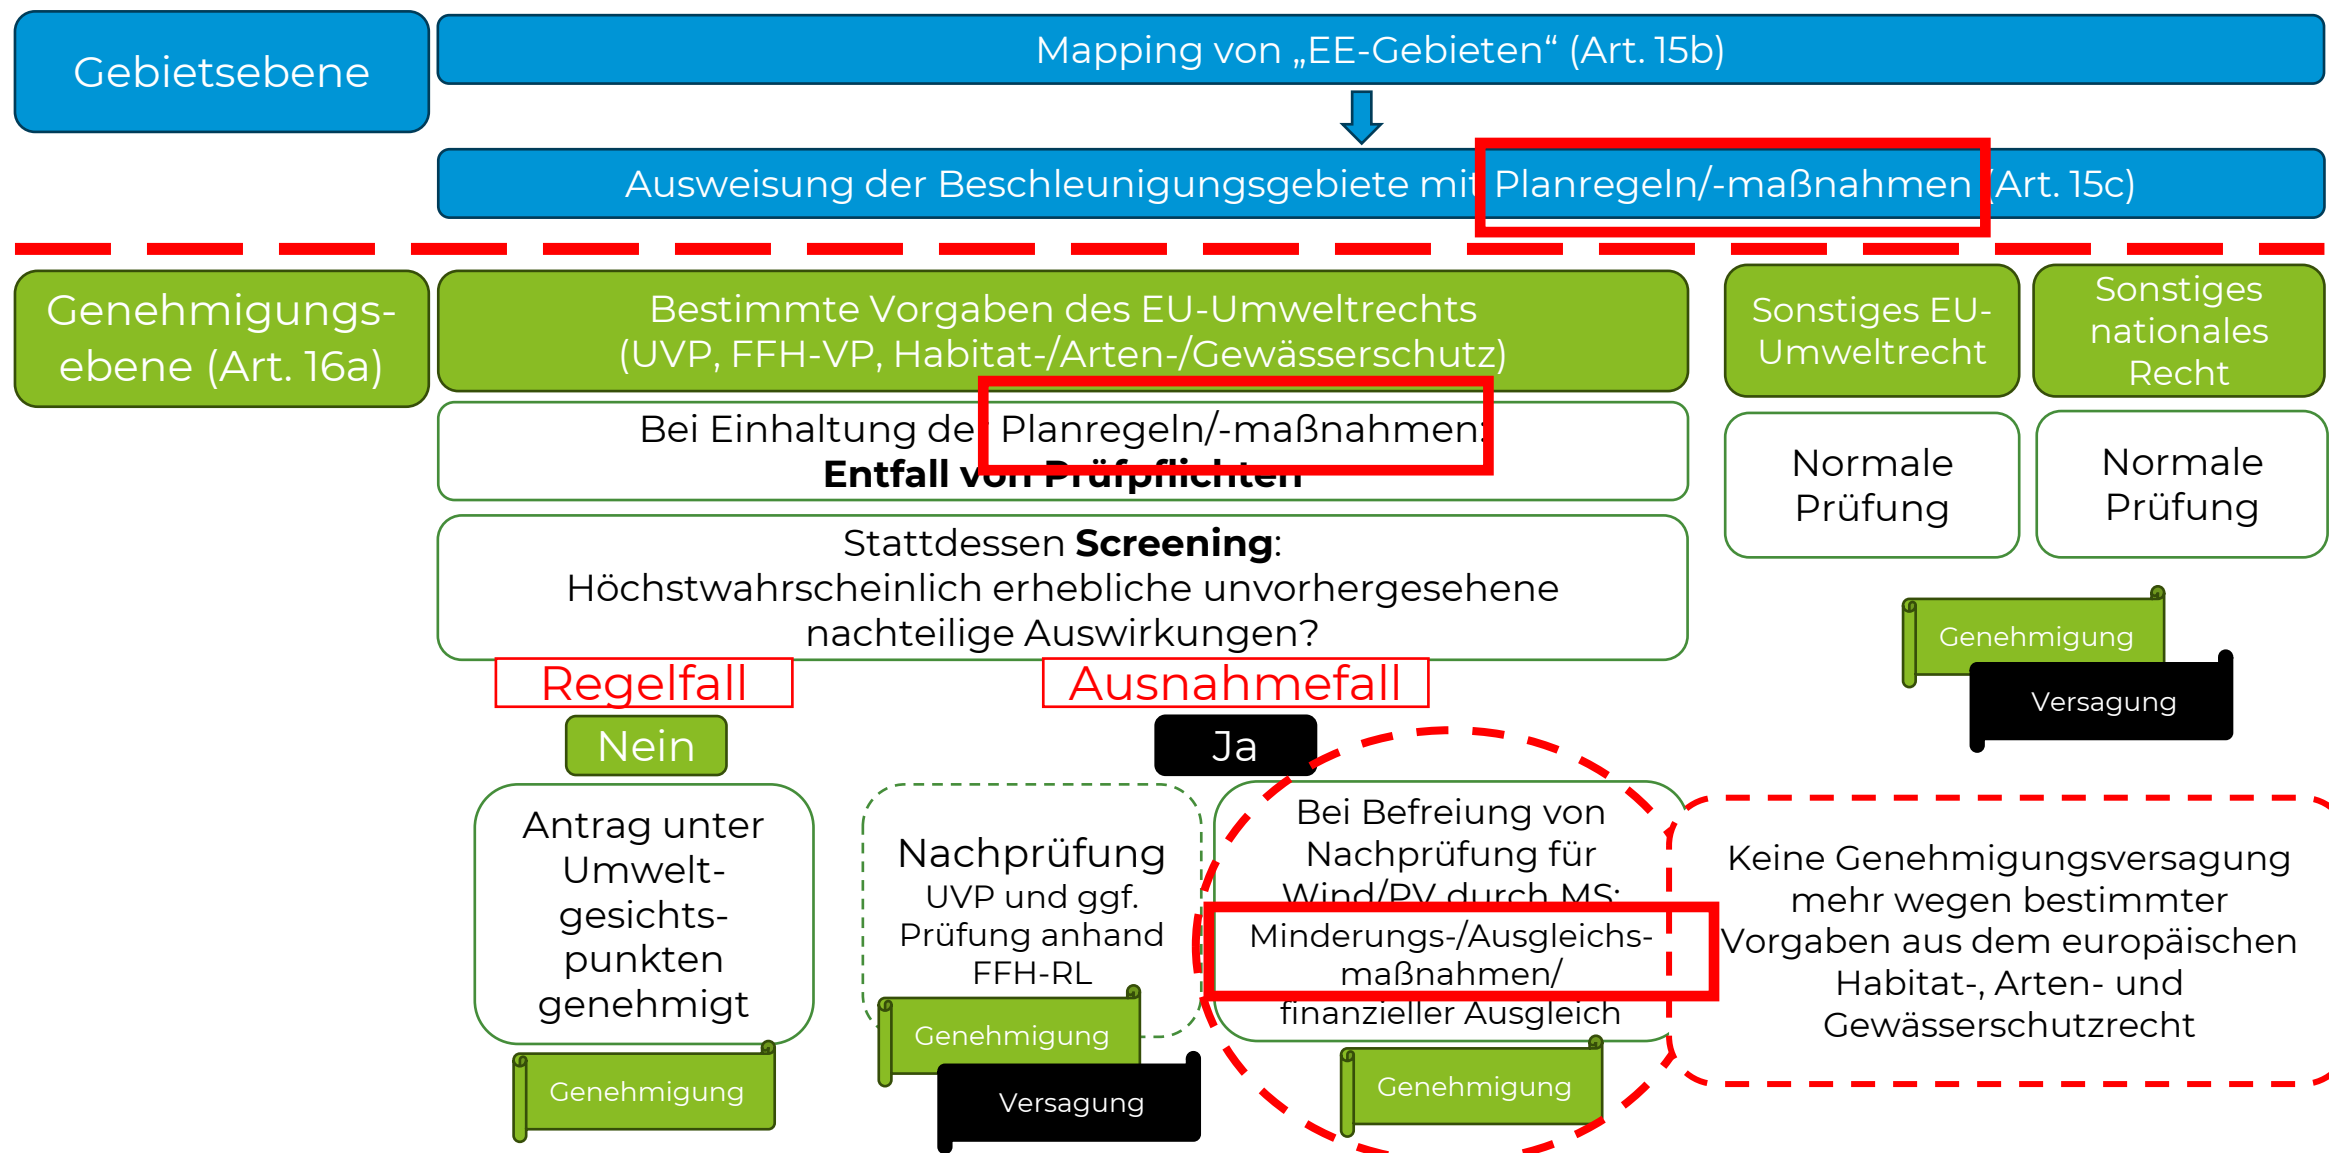 Gebietsebene
Mapping von „EE-Gebieten“ (Art. 15b)
Ausweisung der Beschleunigungsgebiete mit Planregeln/-maßnahmen (Art. 15c)
Genehmigungs-
ebene (Art. 16a)
Bestimmte Vorgaben des EU-Umweltrechts
(UVP, FFH-VP, Habitat-/Arten-/Gewässerschutz)
Sonstiges EU-
Umweltrecht
Sonstiges
nationales
Recht
Bei Einhaltung der Planregeln/-maßnahmen:
Entfall von Prüfpflichten
Normale
Prüfung
Normale
Prüfung
Stattdessen Screening:
Höchstwahrscheinlich erhebliche unvorhergesehene
nachteilige Auswirkungen?
Genehmigung
Versagung
Regelfall
Ausnahmefall
Nein
Ja
Antrag unter
Umwelt-
gesichts-
punkten
genehmigt
Genehmigung
Nachprüfung
UVP und ggf.
Prüfung anhand
FFH-RL
Genehmigung
Versagung
Bei Befreiung von
Nachprüfung für
Wind/PV durch MS:
Minderungs-/Ausgleichs-
maßnahmen/
finanzieller Ausgleich
Genehmigung
Keine Genehmigungsversagung
mehr wegen bestimmter
Vorgaben aus dem europäischen
Habitat-, Arten- und
Gewässerschutzrecht